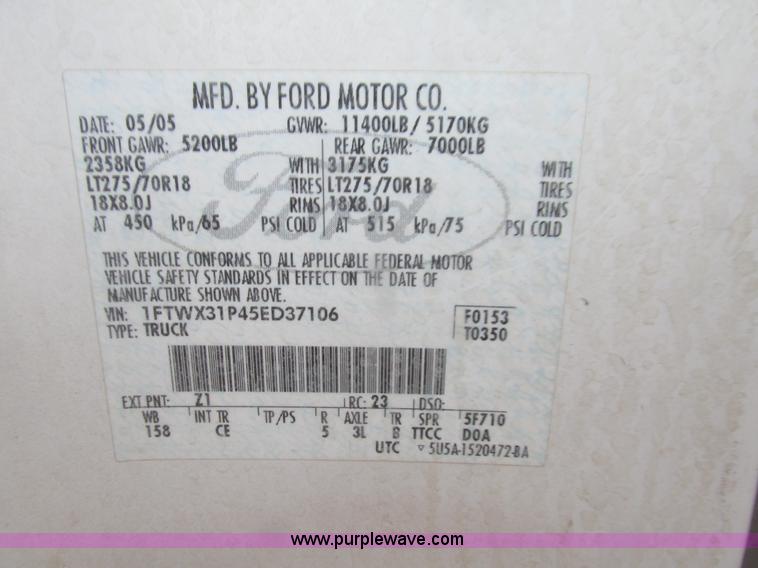 MFD. BY FORD MOTOR CO.
DATE: 05/05 GVWR: 11400LB/ 5170KG
FRONT GAWR: 5200LB REAR GAWR: 7000LB
2358KG WITH 3175KG WITH
LT275/70R18 TIRES LT275/70R18 TIRES
18X8.0J RIMS 18X8.0J RIMS
AT 450 kPa/65 PSI COLD AT 515 kPa/75 PSI COLD
Ford
THIS VEHICLE CONFORMS TO ALL APPLICABLE FEDERAL MOTOR
VEHICLE SAFETY STANDARDS IN EFFECT ON THE DATE OF
MANUFACTURE SHOWN ABOVE.
VIN: 1FTWX31P45ED37106 F0153
TYPE: TRUCK T0350
EXT PNT: Z1 RC: 23 DSO:
WB INT TR TP/PS R AXLE TR SPR 5F710
158 CE 5 3L B TTCC DOA
UTC ▽ 5U5A-1520472-BA
www.purplewave.com